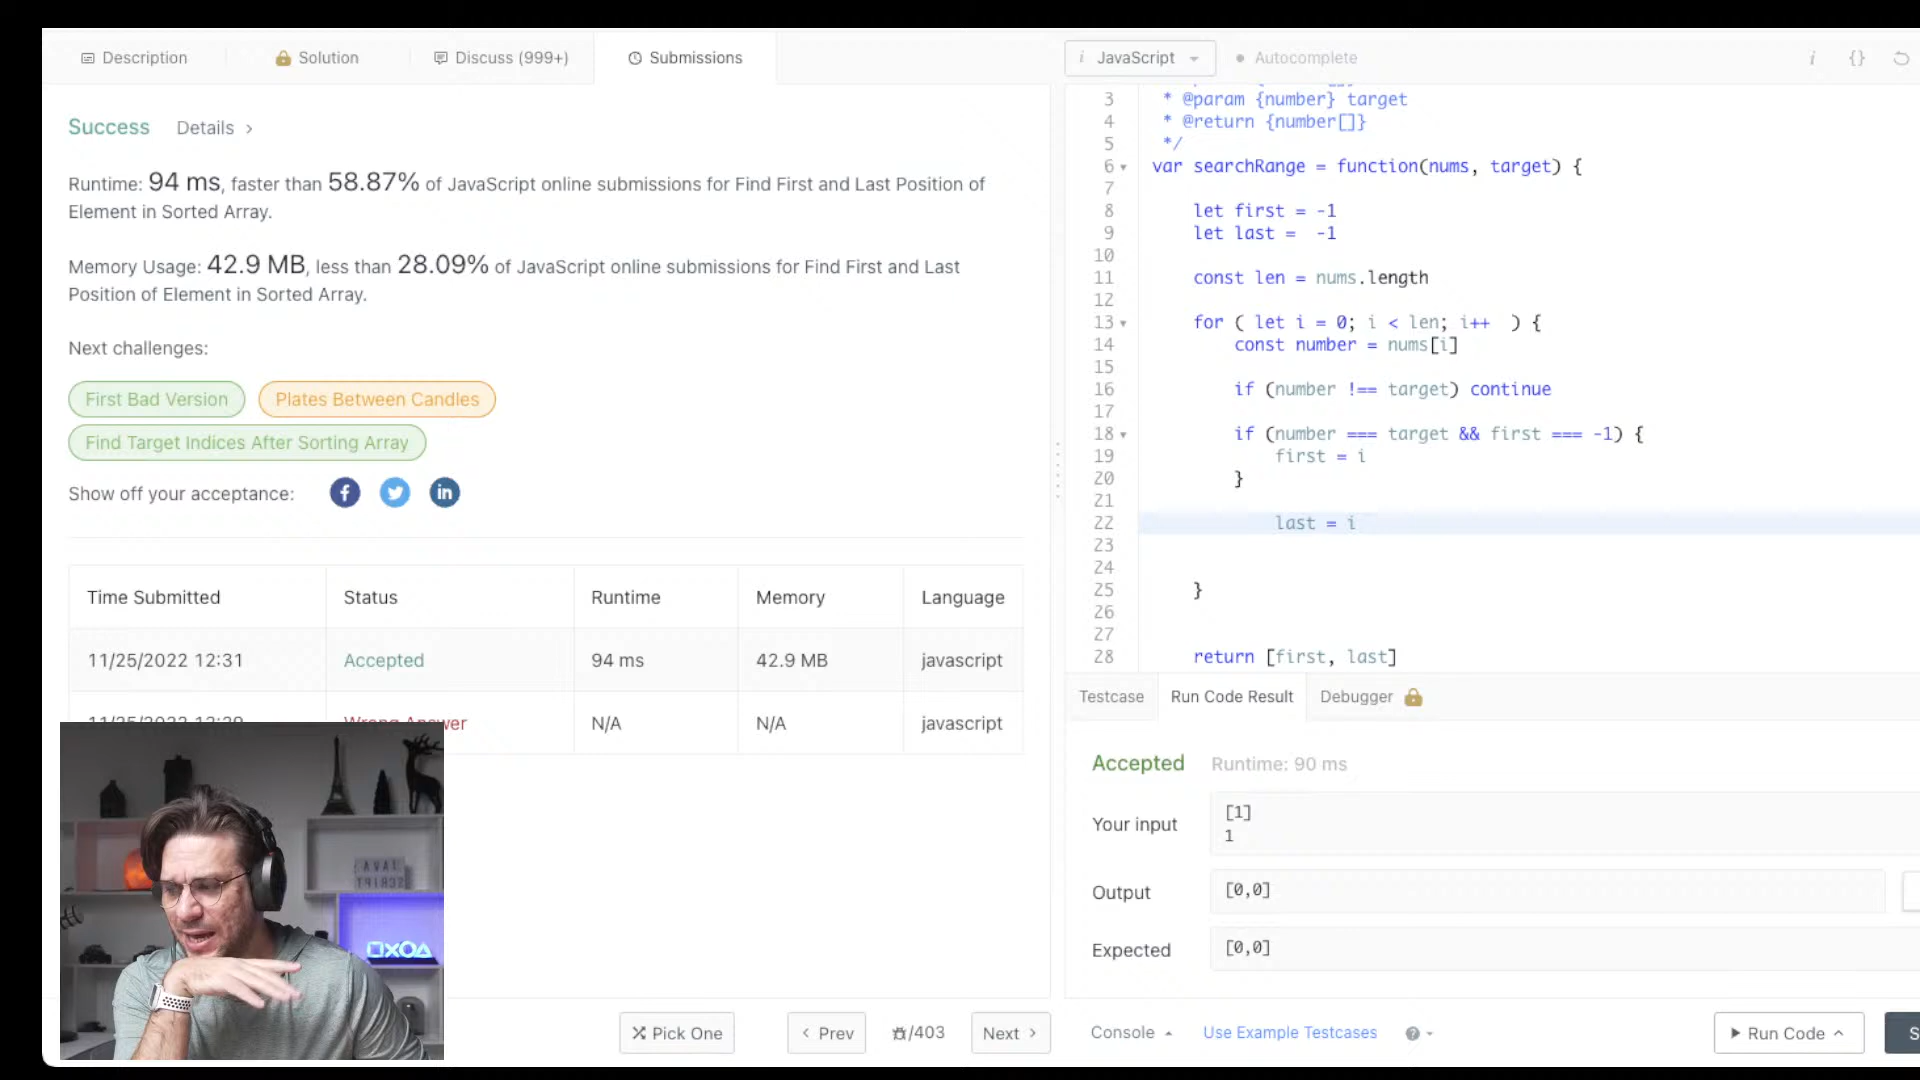 Description
Solution
Discuss (999+)
Submissions
Success
Details >
Runtime: 94 ms, faster than 58.87% of JavaScript online submissions for Find First and Last Position of
Element in Sorted Array.
Memory Usage: 42.9 MB, less than 28.09% of JavaScript online submissions for Find First and Last
Position of Element in Sorted Array.
Next challenges:
First Bad Version
Plates Between Candles
Find Target Indices After Sorting Array
Show off your acceptance:
Time Submitted Status Runtime Memory Language
11/25/2022 12:31 Accepted 94 ms 42.9 MB javascript
Wrong Answer N/A N/A javascript
JAVA
Pick One
< Prev
/403
Next >
i JavaScript
Autocomplete
i {}
3 * @param {number} target
4 * @return {number[]}
5 */
6 var searchRange = function(nums, target) {
7
8 let first = -1
9 let last =  -1
10
11 const len = nums.length
12
13 for ( let i = 0; i < len; i++  ) {
14 const number = nums[i]
15
16 if (number !== target) continue
17
18 if (number === target && first === -1) {
19 first = i
20 }
21
22 last = i
23
24
25 }
26
27
28 return [first, last]
Testcase
Run Code Result
Debugger
Accepted Runtime: 90 ms
Your input
[1]
1
Output
[0,0]
Expected
[0,0]
Console
Use Example Testcases
?
Run Code
S